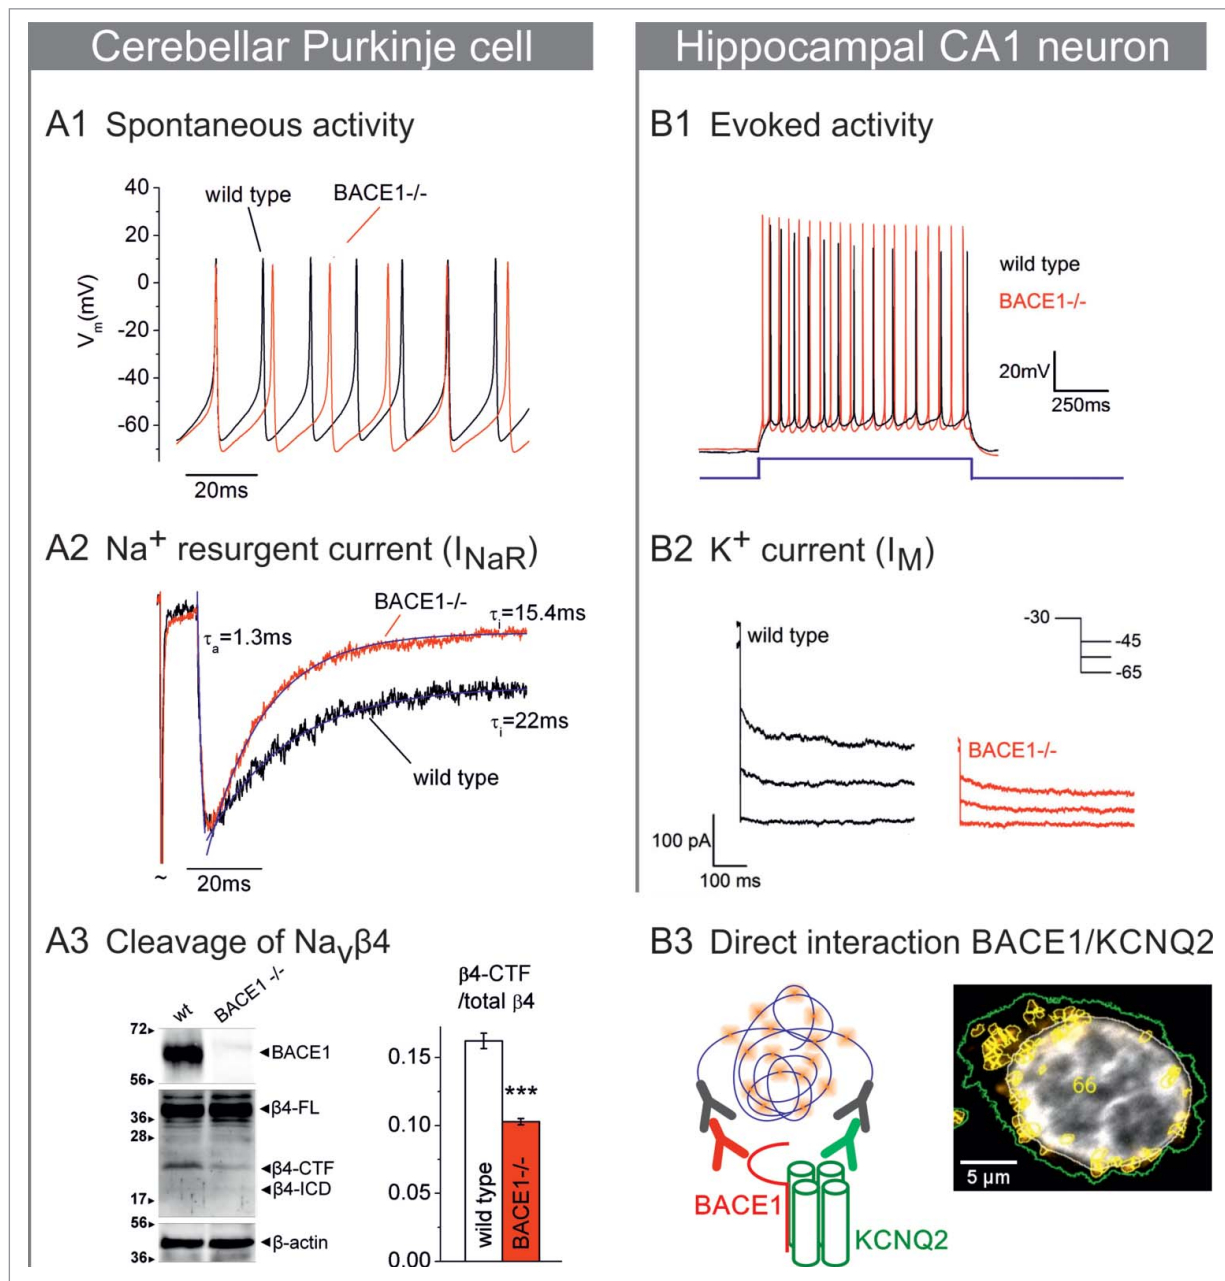 Cerebellar Purkinje cell
A1 Spontaneous activity
wild type
BACE1-/-
40
20
0
-20
-40
-60
Vm(mV)
20ms
A2 Na+ resurgent current (INaR)
BACE1-/-
τi=15.4ms
τa=1.3ms
τi=22ms
wild type
~
20ms
A3 Cleavage of Navβ4
wt
BACE1 -/-
72
BACE1
56
β4-FL
36
28
β4-CTF
β4-ICD
17
56
β-actin
36
β4-CTF
/total β4
0.15
***
0.10
0.05
0.00
wild type
BACE1-/-
Hippocampal CA1 neuron
B1 Evoked activity
wild type
BACE1-/-
20mV
250ms
B2 K+ current (IM)
wild type
-30
-45
-65
BACE1-/-
100 pA
100 ms
B3 Direct interaction BACE1/KCNQ2
BACE1
KCNQ2
66
5 µm